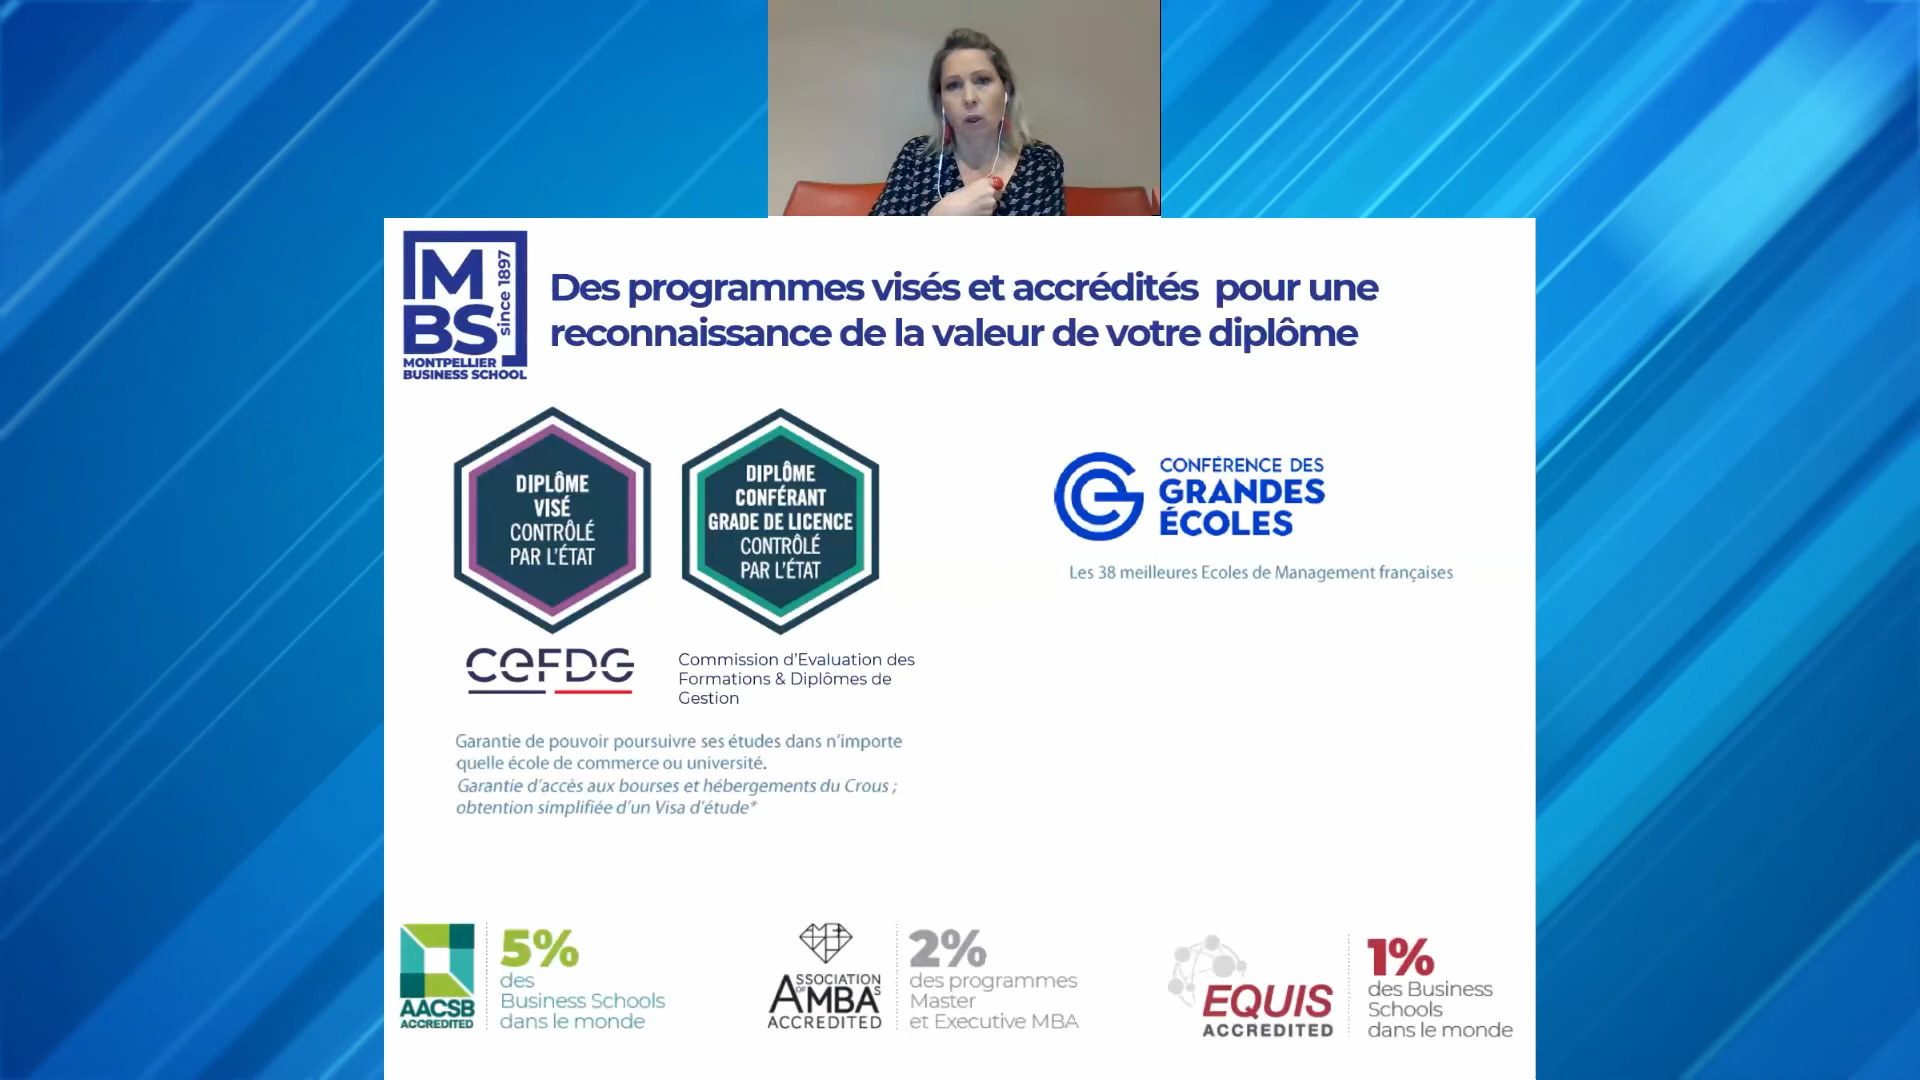 MBS
since 1897
MONTPELLIER
BUSINESS SCHOOL
Des programmes visés et accrédités pour une
reconnaissance de la valeur de votre diplôme
DIPLÔME
VISÉ
CONTRÔLÉ
PAR L'ÉTAT
DIPLÔME
CONFÉRANT
GRADE DE LICENCE
CONTRÔLÉ
PAR L'ÉTAT
CONFÉRENCE DES
GRANDES
ÉCOLES
Les 38 meilleures Ecoles de Management françaises
CEFDG
Commission d'Evaluation des
Formations & Diplômes de
Gestion
Garantie de pouvoir poursuivre ses études dans n'importe
quelle école de commerce ou université.
Garantie d'accès aux bourses et hébergements du Crous ;
obtention simplifiée d'un Visa d'étude*
AACSB
ACCREDITED
5%
des
Business Schools
dans le monde
ASSOCIATION
OF
AMBAS
ACCREDITED
2%
des programmes
Master
et Executive MBA
EQUIS
ACCREDITED
1%
des Business
Schools
dans le monde